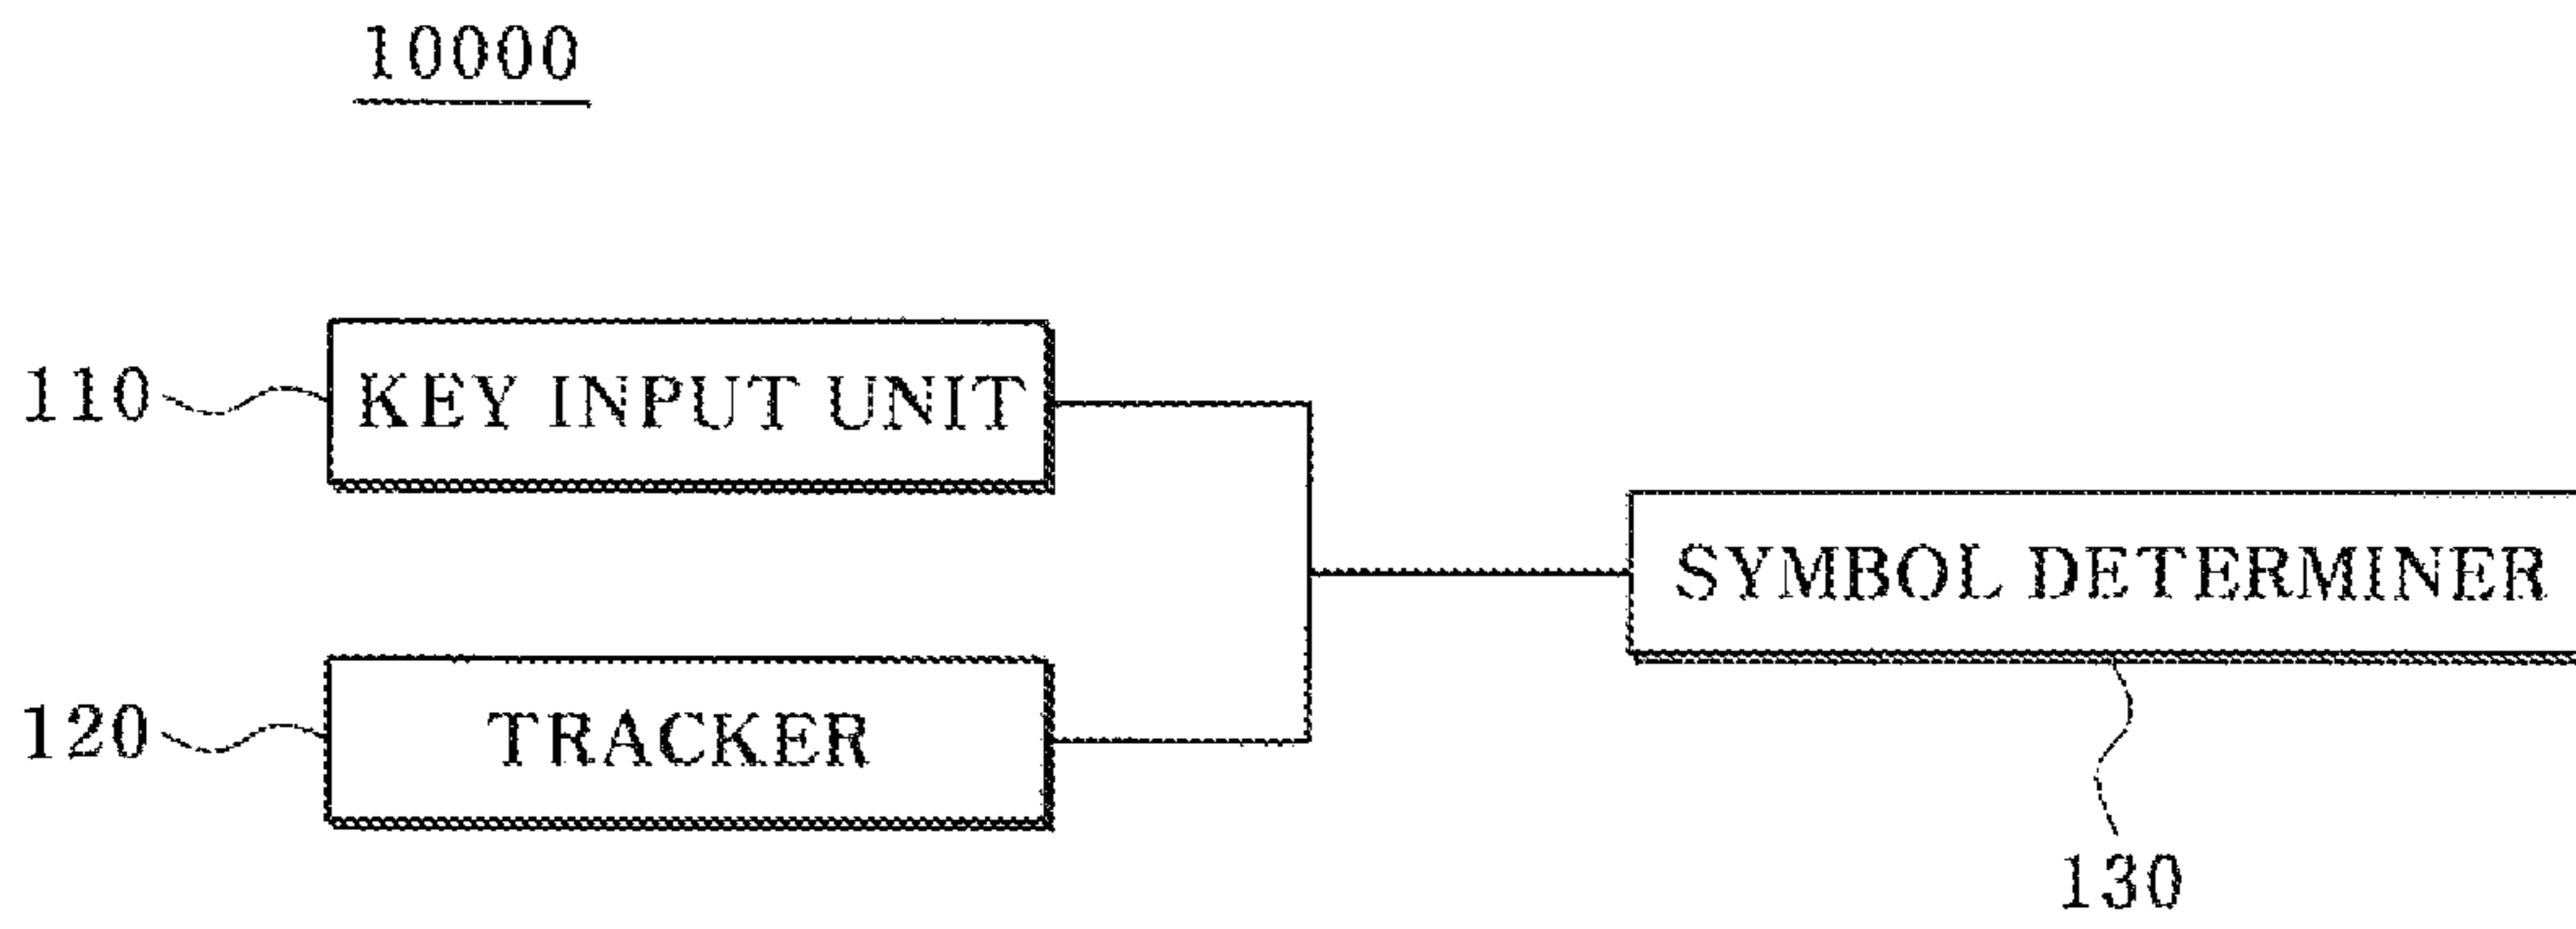 10000
110 KEY INPUT UNIT
SYMBOL DETERMINER
120 TRACKER
130